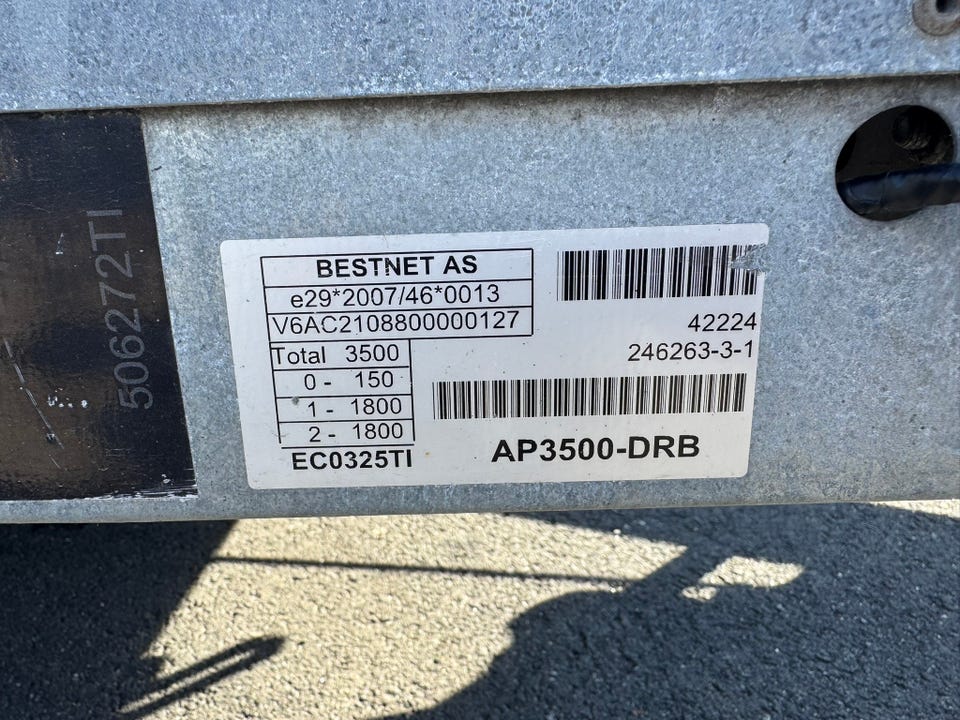 506272TI
BESTNET AS
e29*2007/46*0013
V6AC2108800000127
Total 3500
0 - 150
1 - 1800
2 - 1800
EC0325TI
42224
246263-3-1
AP3500-DRB